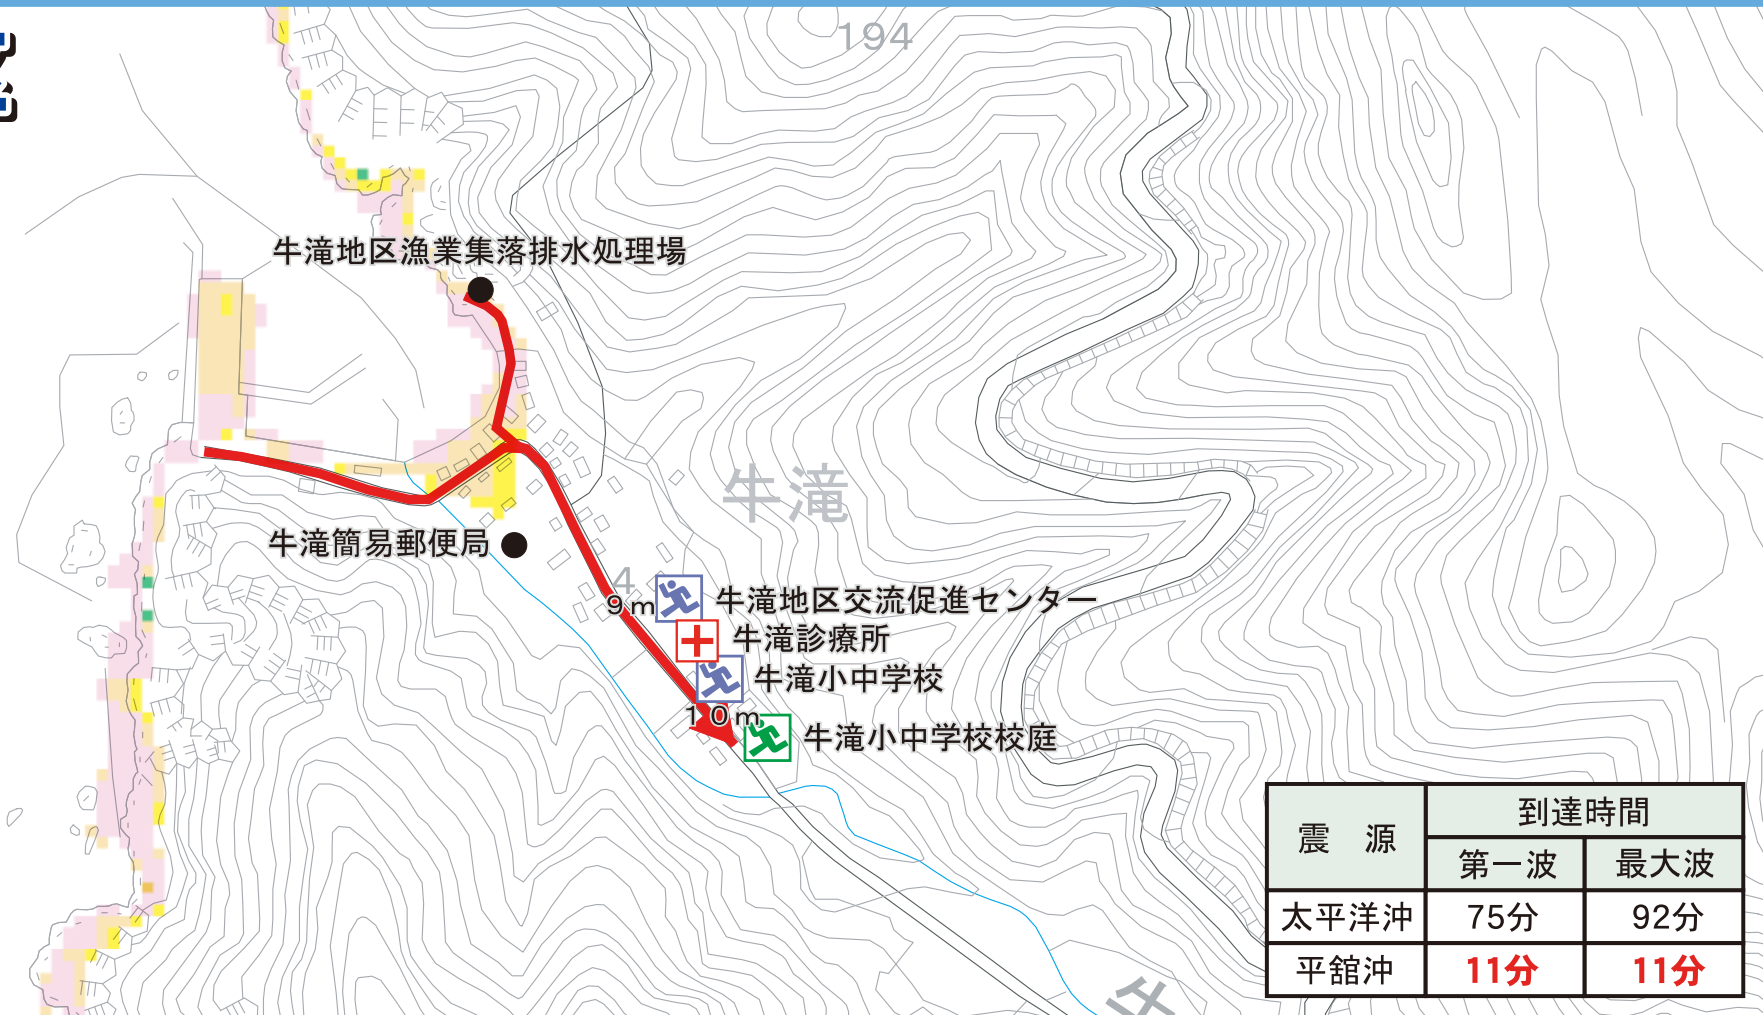 194
牛滝地区漁業集落排水処理場
牛滝
牛滝簡易郵便局
4
9m
牛滝地区交流促進センター
牛滝診療所
牛滝小中学校
10m
牛滝小中学校校庭
震 源
到達時間
第一波
最大波
太平洋沖
75分
92分
平舘沖
11分
11分